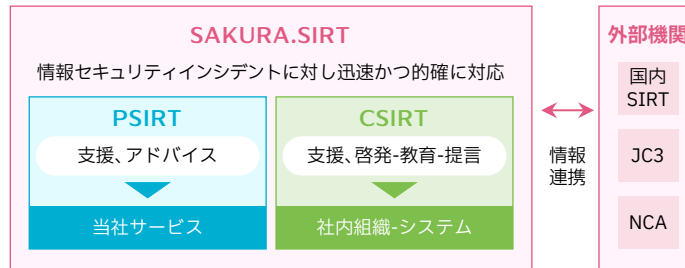 SAKURA.SIRT
情報セキュリティインシデントに対し迅速かつ的確に対応
PSIRT
支援、アドバイス
当社サービス
CSIRT
支援、啓発-教育-提言
社内組織-システム
情報
連携
外部機関
国内
SIRT
JC3
NCA